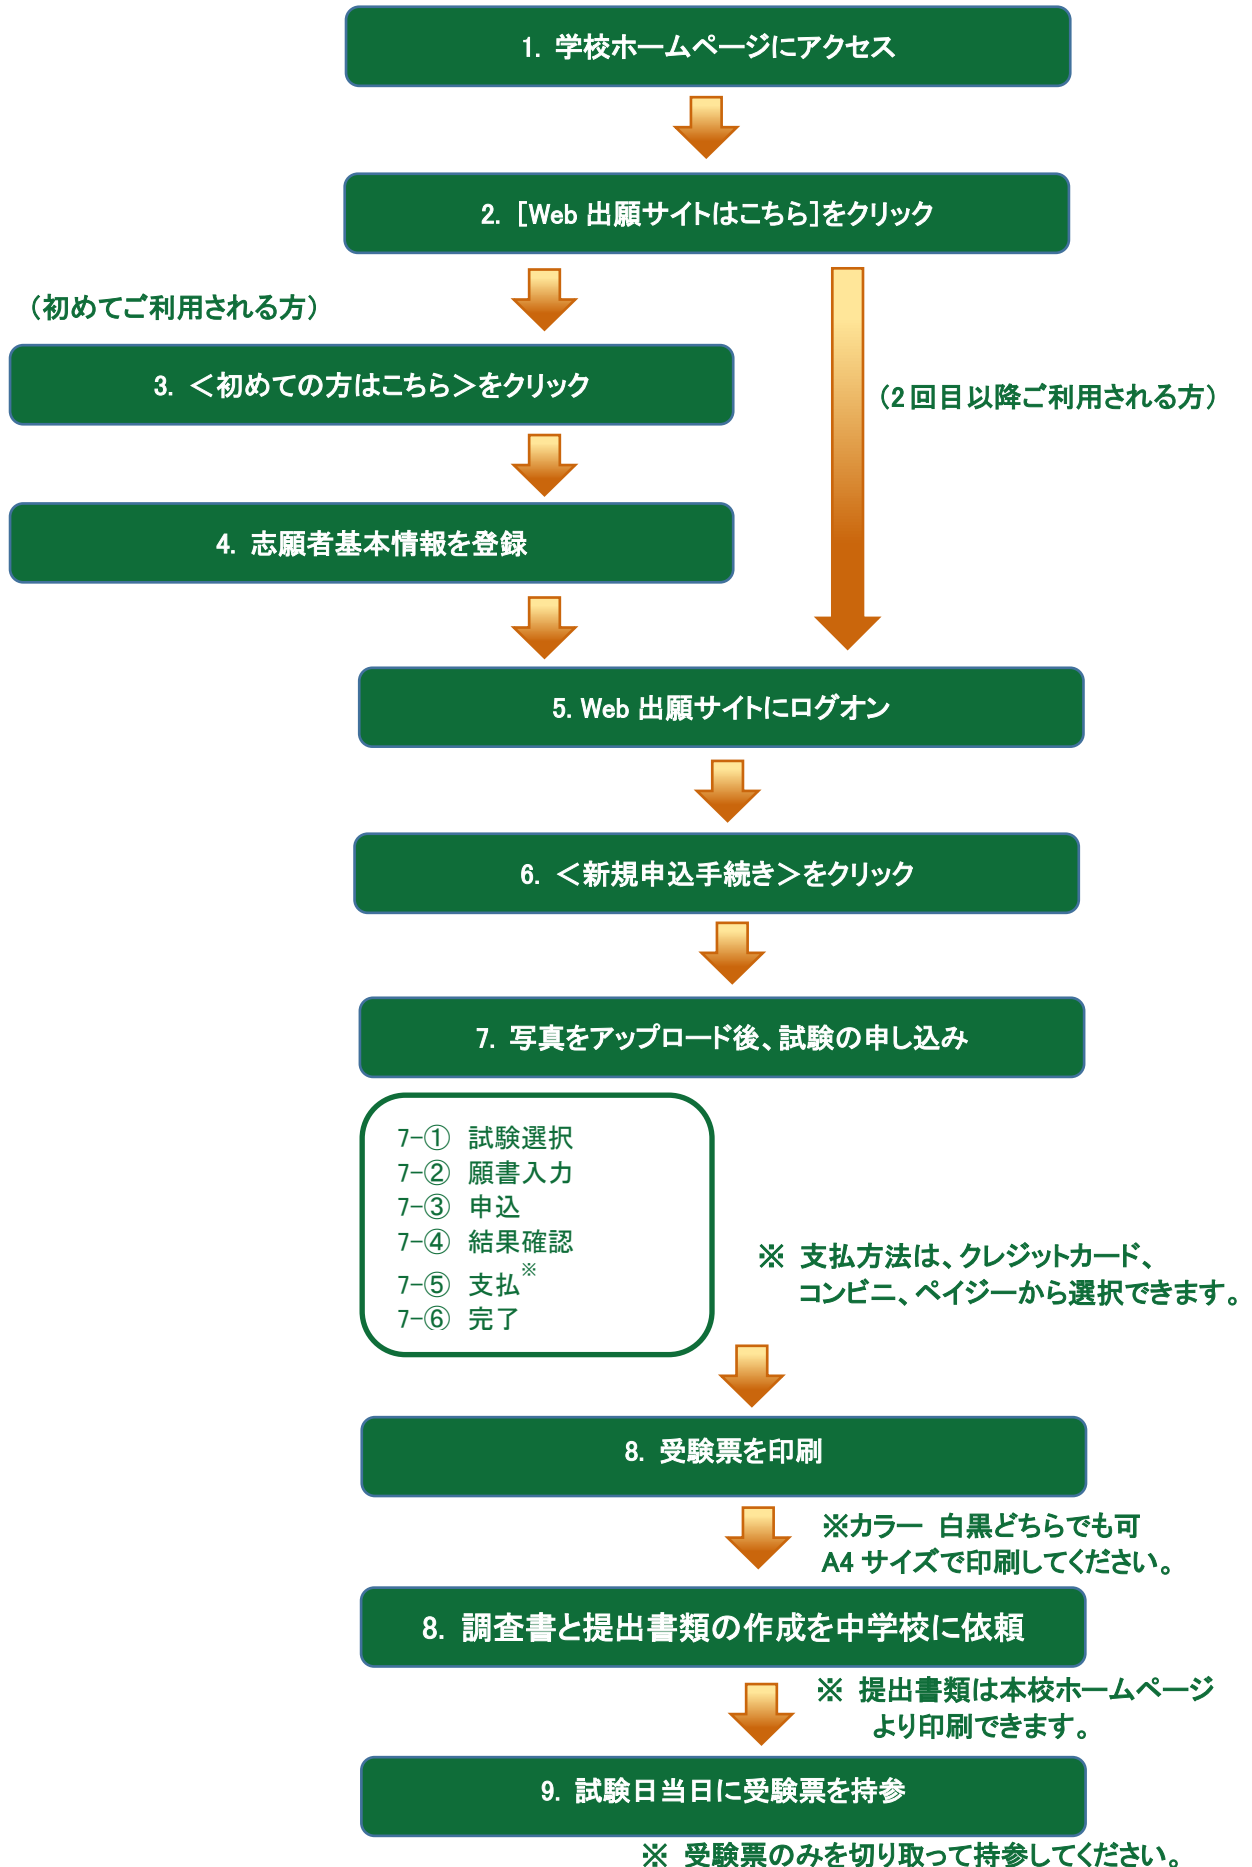 1. 学校ホームページにアクセス
2. [Web 出願サイトはこちら]をクリック
（初めてご利用される方）
3. ＜初めての方はこちら＞をクリック
（2回目以降ご利用される方）
4. 志願者基本情報を登録
5. Web 出願サイトにログオン
6. ＜新規申込手続き＞をクリック
7. 写真をアップロード後、試験の申し込み
7-① 試験選択
7-② 願書入力
7-③ 申込
7-④ 結果確認
7-⑤ 支払※
7-⑥ 完了
※ 支払方法は、クレジットカード、
コンビニ、ペイジーから選択できます。
8. 受験票を印刷
※カラー 白黒どちらでも可
A4 サイズで印刷してください。
8. 調査書と提出書類の作成を中学校に依頼
※ 提出書類は本校ホームページ
より印刷できます。
9. 試験日当日に受験票を持参
※ 受験票のみを切り取って持参してください。